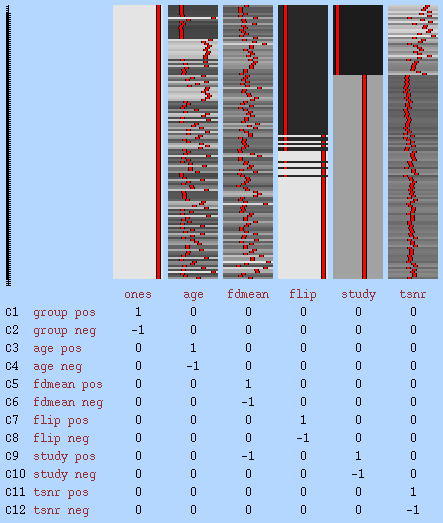 ones age fdmean flip study tsnr
C1 group pos 1 0 0 0 0 0
C2 group neg -1 0 0 0 0 0
C3 age pos 0 1 0 0 0 0
C4 age neg 0 -1 0 0 0 0
C5 fdmean pos 0 0 1 0 0 0
C6 fdmean neg 0 0 -1 0 0 0
C7 flip pos 0 0 0 1 0 0
C8 flip neg 0 0 0 -1 0 0
C9 study pos 0 0 -1 0 1 0
C10 study neg 0 0 0 0 -1 0
C11 tsnr pos 0 0 0 0 0 1
C12 tsnr neg 0 0 0 0 0 -1